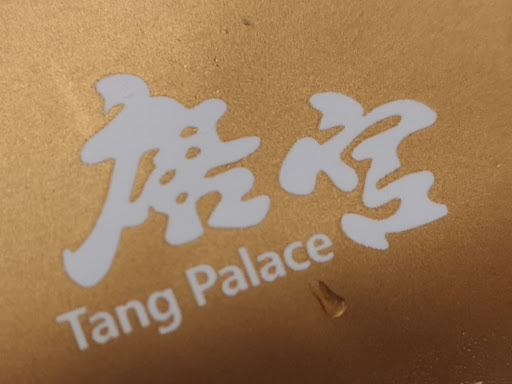 唐宮
Tang Palace